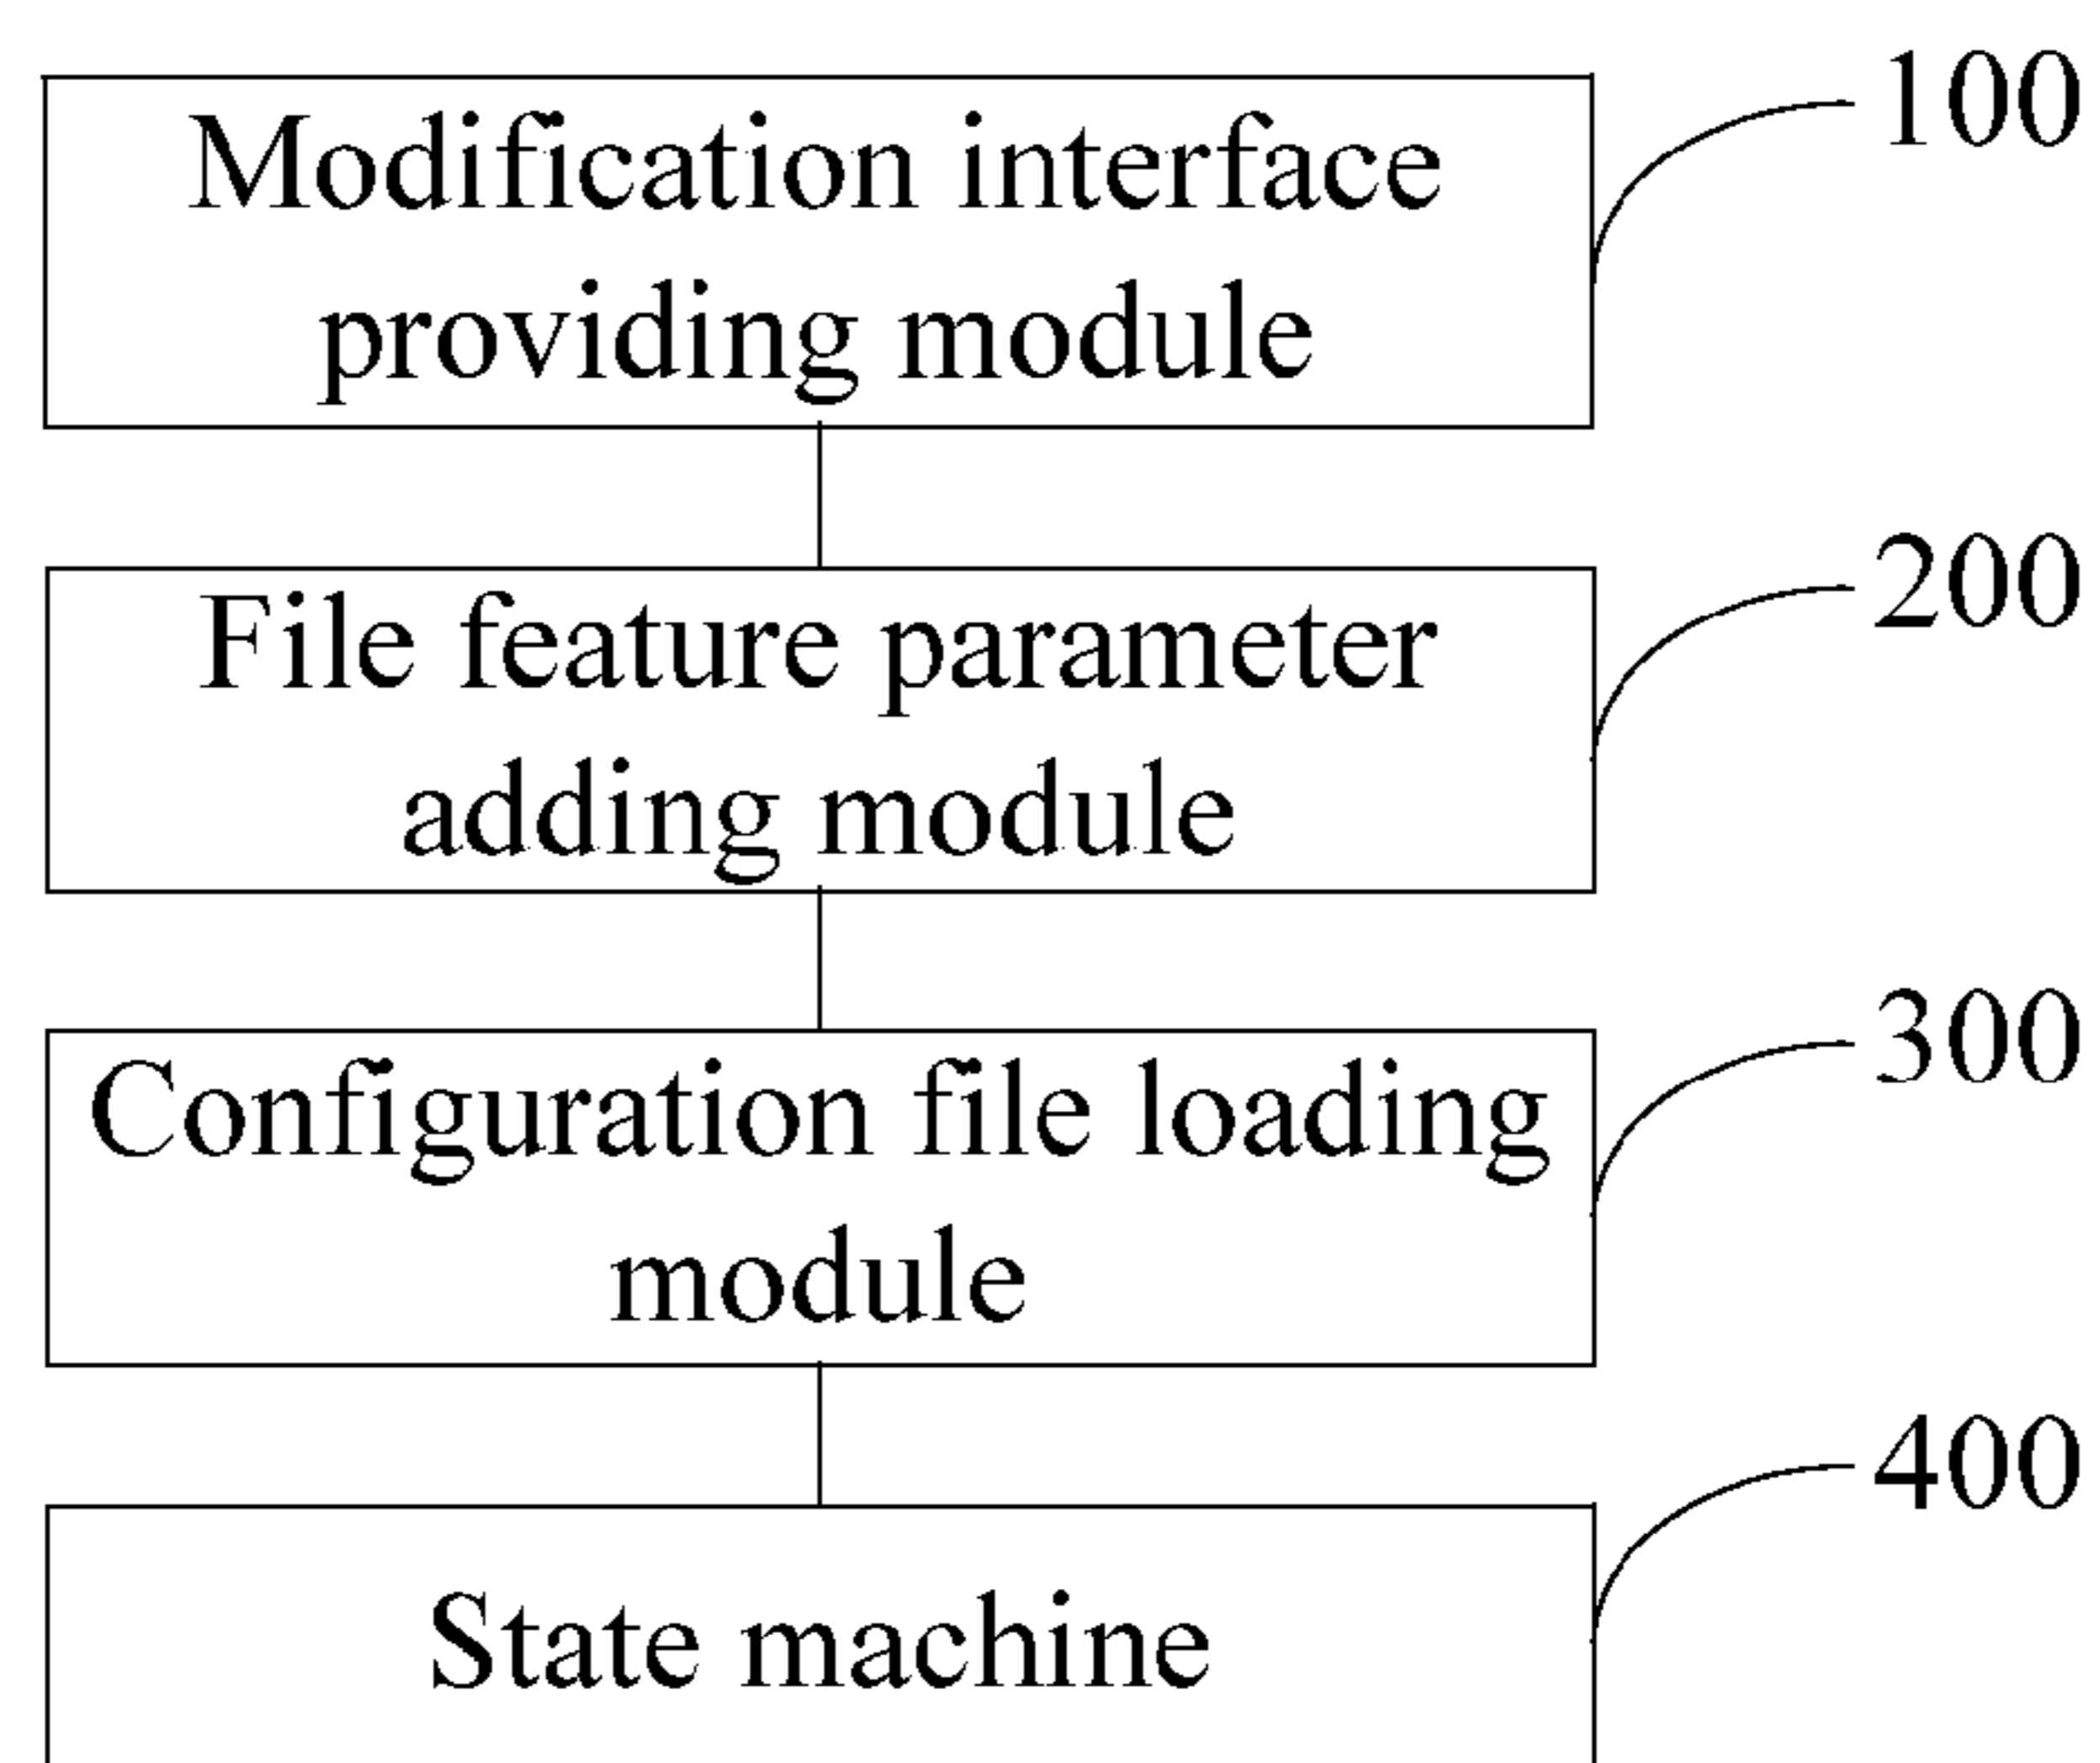 Modification interface
providing module
100
File feature parameter
adding module
200
Configuration file loading
module
300
State machine
400